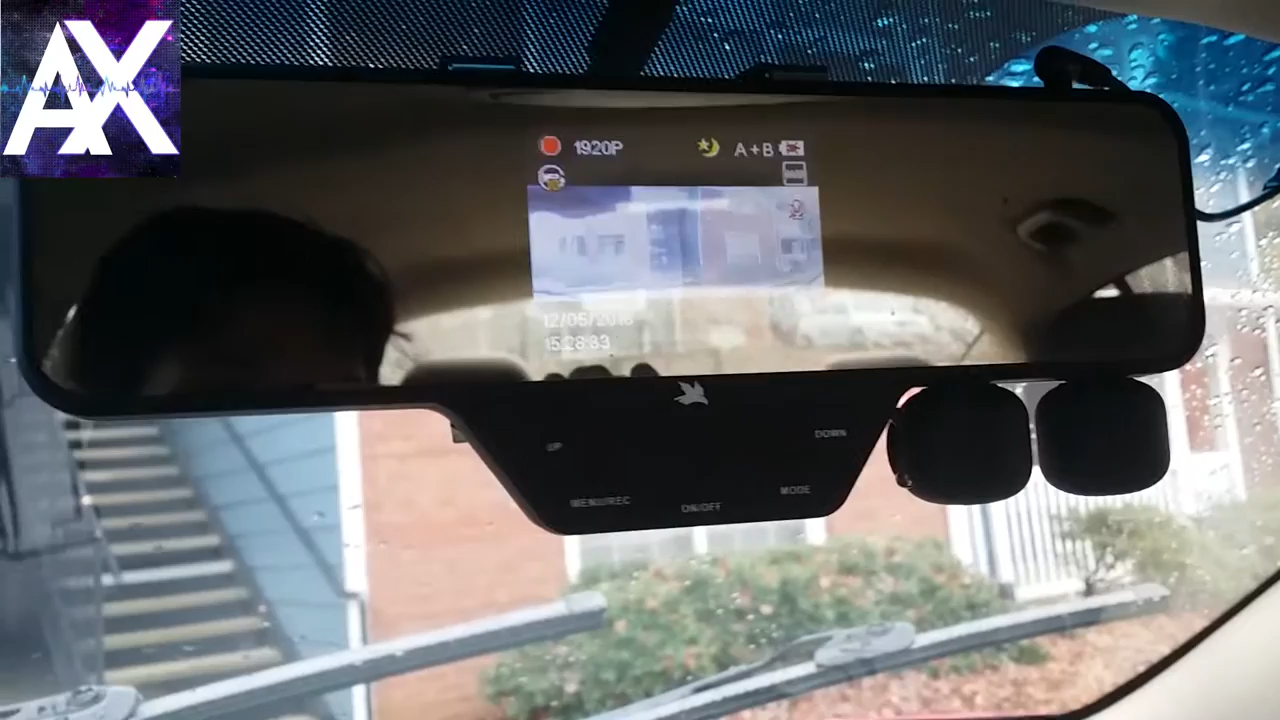 AX
1920P A+B
12/05/2018
15:28:33
UP DOWN
MENU/REC ON/OFF MODE